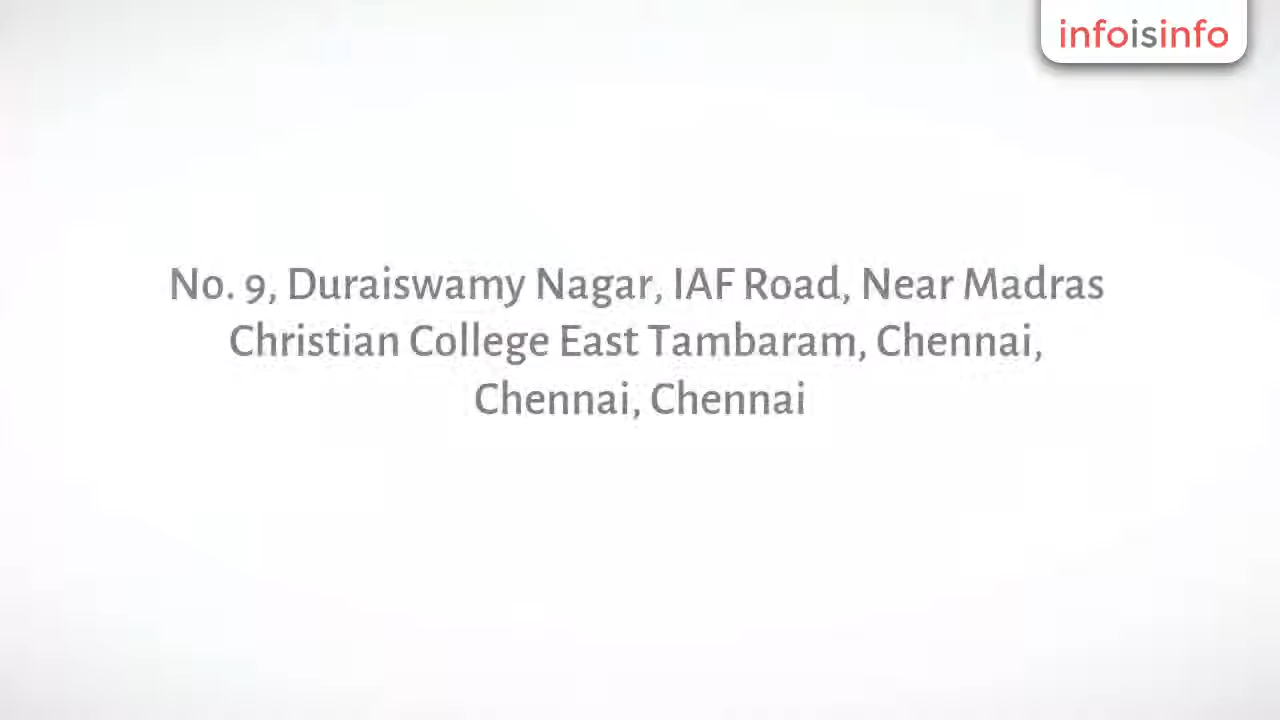 infoisinfo
No. 9, Duraiswamy Nagar, IAF Road, Near Madras
Christian College East Tambaram, Chennai,
Chennai, Chennai